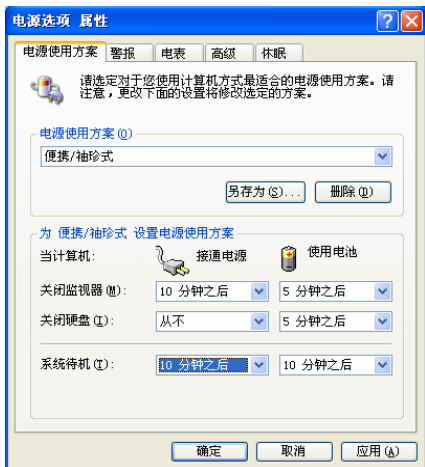 电源选项 属性
电源使用方案 警报 电表 高级 休眠
请选定对于您使用计算机方式最适合的电源使用方案。请
注意，更改下面的设置将修改选定的方案。
电源使用方案(O)
便携/袖珍式
另存为(S)... 删除(D)
为 便携/袖珍式 设置电源使用方案
当计算机: 接通电源 使用电池
关闭监视器(M): 10 分钟之后 5 分钟之后
关闭硬盘(I): 从不 5 分钟之后
系统待机(T): 10 分钟之后 10 分钟之后
确定 取消 应用(A)